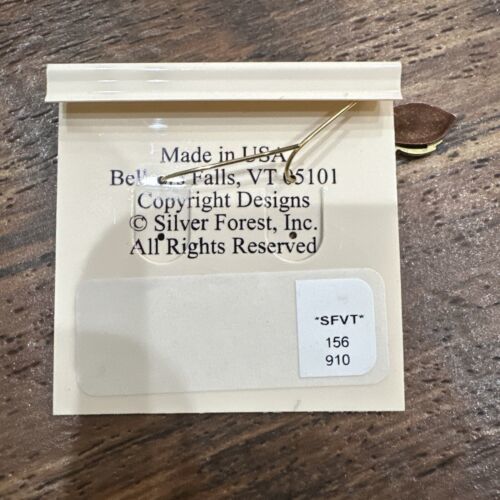 Made in USA
Falls, VT 05101
Copyright Designs
© Silver Forest, Inc.
All Rights Reserved
"SFVT"
156
910